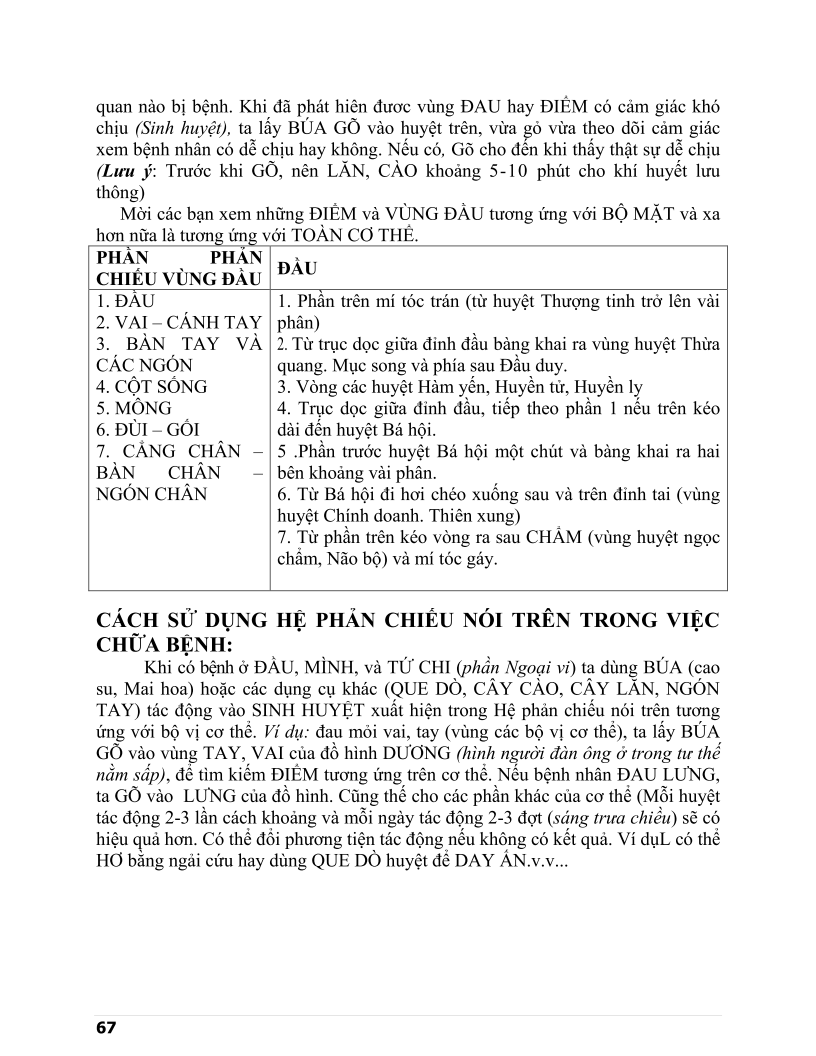 quan nào bị bệnh. Khi đã phát hiên đươc vùng ĐAU hay ĐIỂM có cảm giác khó
chịu (Sinh huyệt), ta lấy BÚA GÕ vào huyệt trên, vừa gỏ vừa theo dõi cảm giác
xem bệnh nhân có dễ chịu hay không. Nếu có, Gõ cho đến khi thấy thật sự dễ chịu
(Lưu ý: Trước khi GÕ, nên LĂN, CÀO khoảng 5-10 phút cho khí huyết lưu
thông)
Mời các bạn xem những ĐIỂM và VÙNG ĐẦU tương ứng với BỘ MẶT và xa
hơn nữa là tương ứng với TOÀN CƠ THỂ.
PHẦN PHẢN
CHIẾU VÙNG ĐẦU
ĐẦU
1. ĐẦU
2. VAI – CÁNH TAY
3. BÀN TAY VÀ
CÁC NGÓN
4. CỘT SỐNG
5. MÔNG
6. ĐÙI – GỐI
7. CẲNG CHÂN –
BÀN CHÂN –
NGÓN CHÂN
1. Phần trên mí tóc trán (từ huyệt Thượng tinh trở lên vài
phân)
2. Từ trục dọc giữa đỉnh đầu bàng khai ra vùng huyệt Thừa
quang. Mục song và phía sau Đầu duy.
3. Vòng các huyệt Hàm yến, Huyền tử, Huyền ly
4. Trục dọc giữa đỉnh đầu, tiếp theo phần 1 nếu trên kéo
dài đến huyệt Bá hội.
5 .Phần trước huyệt Bá hội một chút và bàng khai ra hai
bên khoảng vài phân.
6. Từ Bá hội đi hơi chéo xuống sau và trên đỉnh tai (vùng
huyệt Chính doanh. Thiên xung)
7. Từ phần trên kéo vòng ra sau CHẨM (vùng huyệt ngọc
chẩm, Não bộ) và mí tóc gáy.
CÁCH SỬ DỤNG HỆ PHẢN CHIẾU NÓI TRÊN TRONG VIỆC
CHỮA BỆNH:
Khi có bệnh ở ĐẦU, MÌNH, và TỨ CHI (phần Ngoại vi) ta dùng BÚA (cao
su, Mai hoa) hoặc các dụng cụ khác (QUE DÒ, CÂY CÀO, CÂY LĂN, NGÓN
TAY) tác động vào SINH HUYỆT xuất hiện trong Hệ phản chiếu nói trên tương
ứng với bộ vị cơ thể. Ví dụ: đau mỏi vai, tay (vùng các bộ vị cơ thể), ta lấy BÚA
GÕ vào vùng TAY, VAI của đồ hình DƯƠNG (hình người đàn ông ở trong tư thế
nằm sấp), để tìm kiếm ĐIỂM tương ứng trên cơ thể. Nếu bệnh nhân ĐAU LƯNG,
ta GÕ vào  LƯNG của đồ hình. Cũng thế cho các phần khác của cơ thể (Mỗi huyệt
tác động 2-3 lần cách khoảng và mỗi ngày tác động 2-3 đợt (sáng trưa chiều) sẽ có
hiệu quả hơn. Có thể đổi phương tiện tác động nếu không có kết quả. Ví dụL có thể
HƠ bằng ngải cứu hay dùng QUE DÒ huyệt để DAY ẤN.v.v...
67